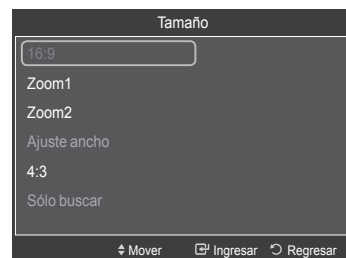 Tamaño
16:9
Zoom1
Zoom2
Ajuste ancho
4:3
Sólo buscar
Mover Ingresar Regresar